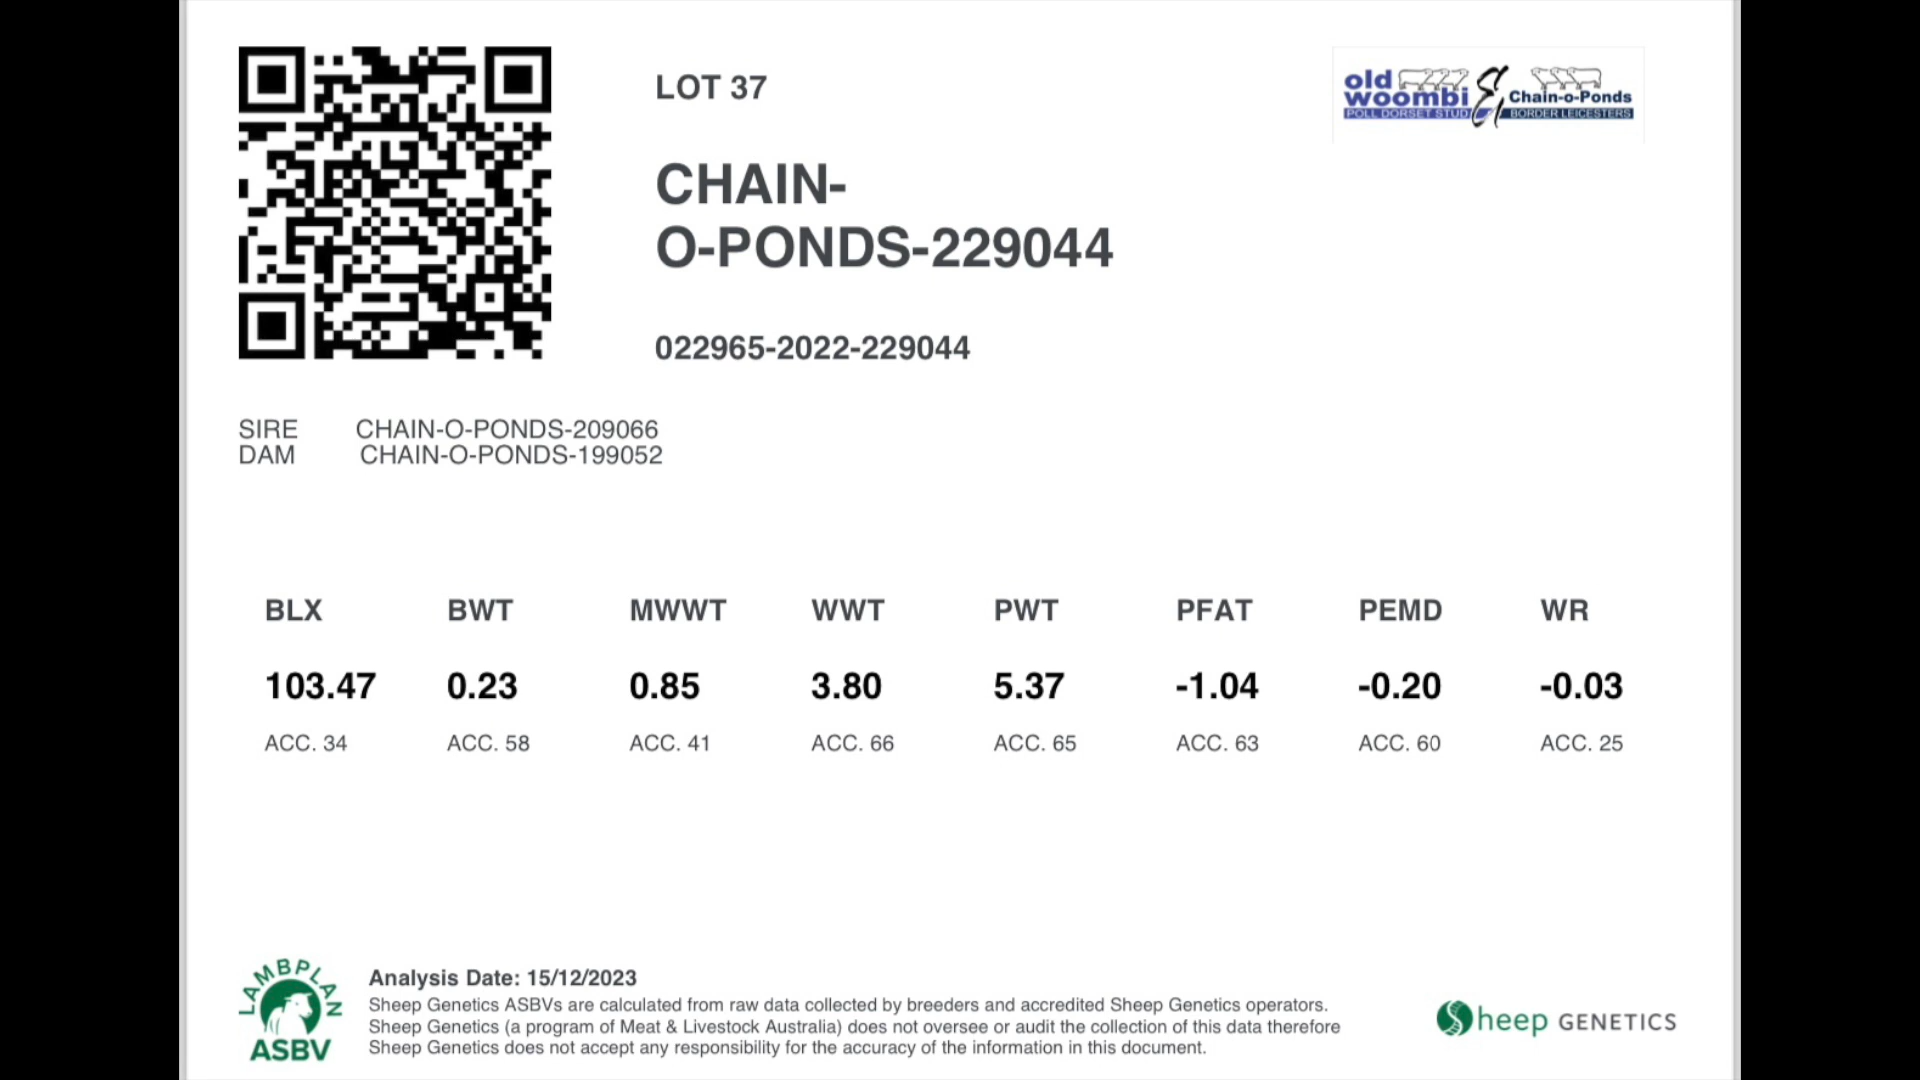 LOT 37
old
woombi
POLL DORSET STUD
&
Chain-o-Ponds
BORDER LEICESTERS
CHAIN-
O-PONDS-229044
022965-2022-229044
SIRE CHAIN-O-PONDS-209066
DAM CHAIN-O-PONDS-199052
BLX BWT MWWT WWT PWT PFAT PEMD WR
103.47 0.23 0.85 3.80 5.37 -1.04 -0.20 -0.03
ACC. 34 ACC. 58 ACC. 41 ACC. 66 ACC. 65 ACC. 63 ACC. 60 ACC. 25
LAMBPLAN
ASBV
Analysis Date: 15/12/2023
Sheep Genetics ASBVs are calculated from raw data collected by breeders and accredited Sheep Genetics operators.
Sheep Genetics (a program of Meat & Livestock Australia) does not oversee or audit the collection of this data therefore
Sheep Genetics does not accept any responsibility for the accuracy of the information in this document.
Sheep GENETICS